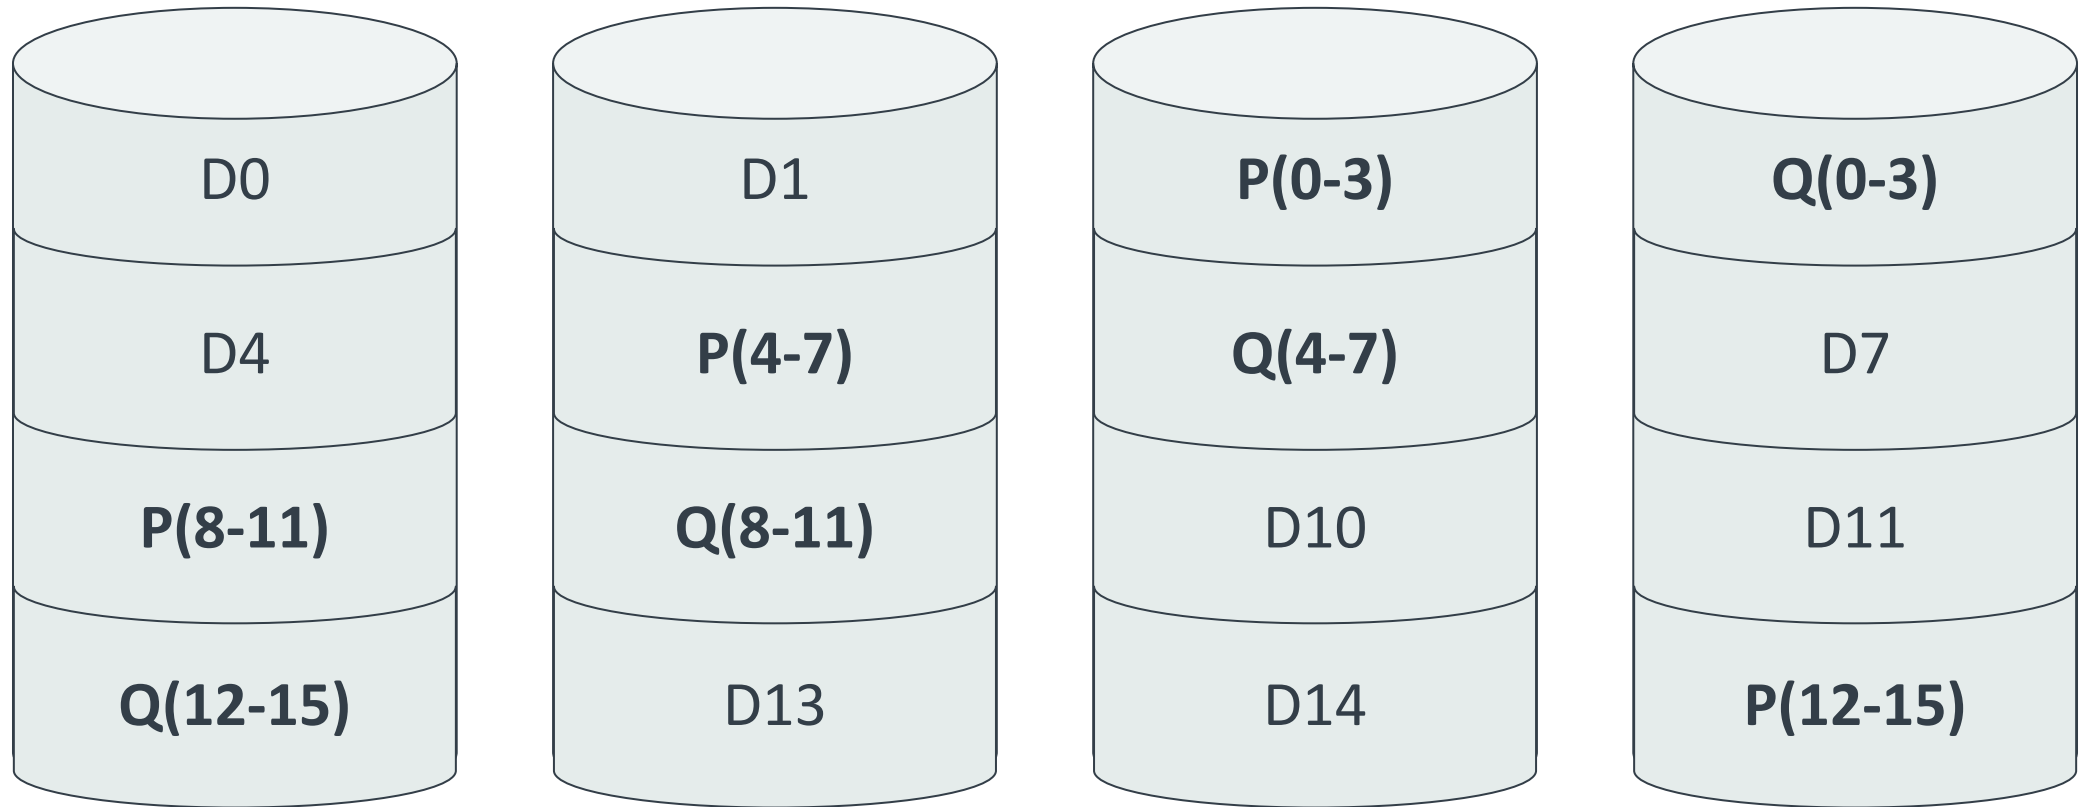 D0 D1 P(0-3) Q(0-3)
D4 P(4-7) Q(4-7) D7
P(8-11) Q(8-11) D10 D11
Q(12-15) D13 D14 P(12-15)